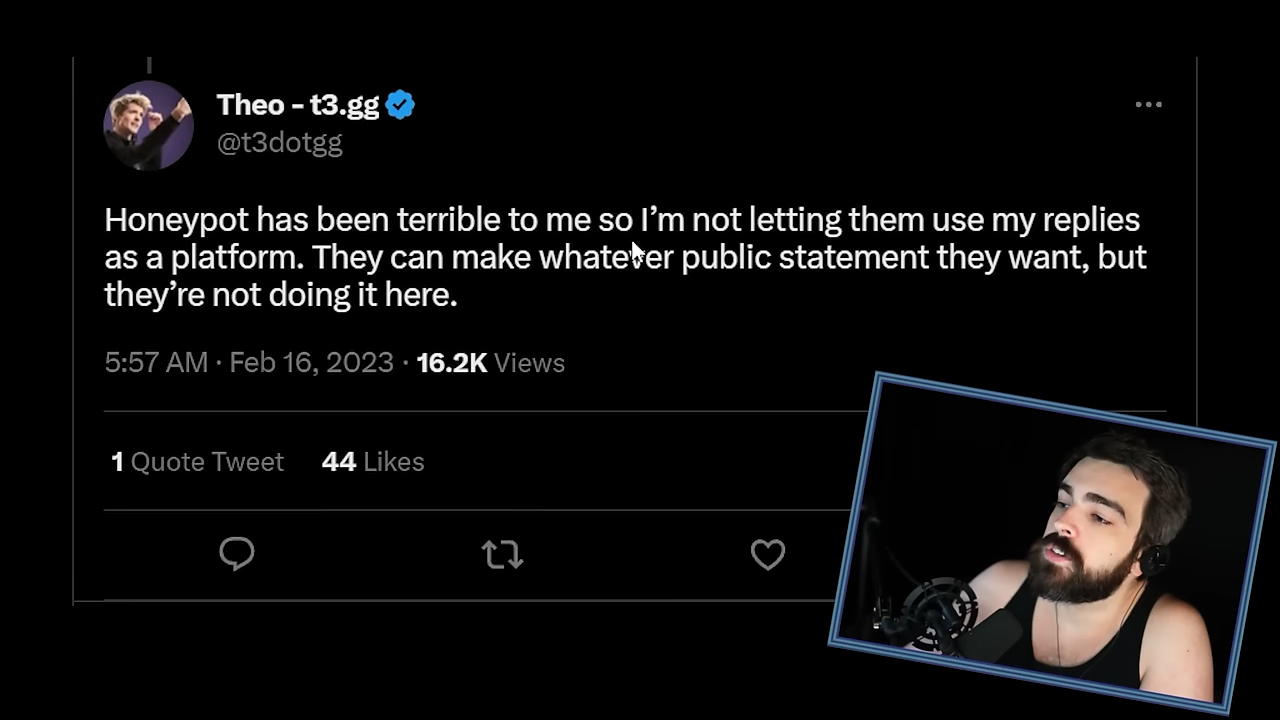 Theo - t3.gg
@t3dotgg
Honeypot has been terrible to me so I’m not letting them use my replies
as a platform. They can make whatever public statement they want, but
they’re not doing it here.
5:57 AM · Feb 16, 2023 · 16.2K Views
1 Quote Tweet 44 Likes